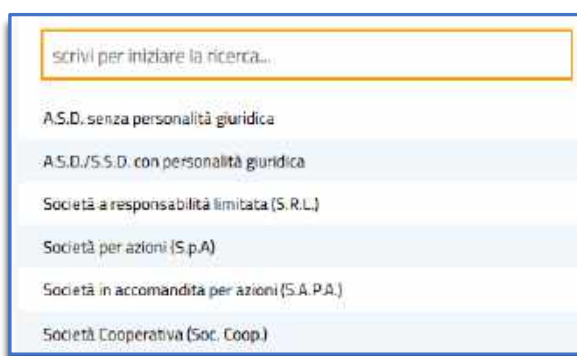 scrivi per iniziare la ricerca...
A.S.D. senza personalità giuridica
A.S.D./S.S.D. con personalità giuridica
Società a responsabilità limitata (S.R.L.)
Società per azioni (S.p.A)
Società in accomandita per azioni (S.A.P.A.)
Società Cooperativa (Soc. Coop.)